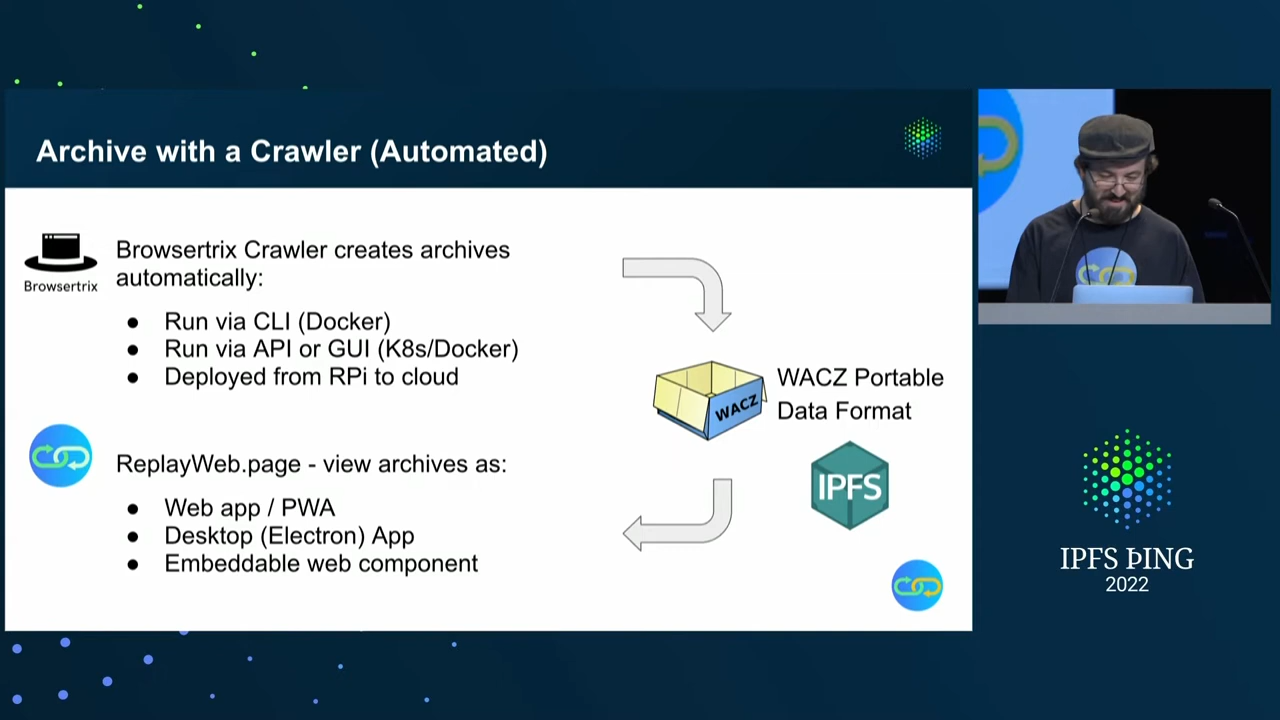 Archive with a Crawler (Automated)
Browsertrix
Browsertrix Crawler creates archives
automatically:
● Run via CLI (Docker)
● Run via API or GUI (K8s/Docker)
● Deployed from RPi to cloud
WACZ
WACZ Portable
Data Format
IPFS
ReplayWeb.page - view archives as:
● Web app / PWA
● Desktop (Electron) App
● Embeddable web component
IPFS ÞING
2022